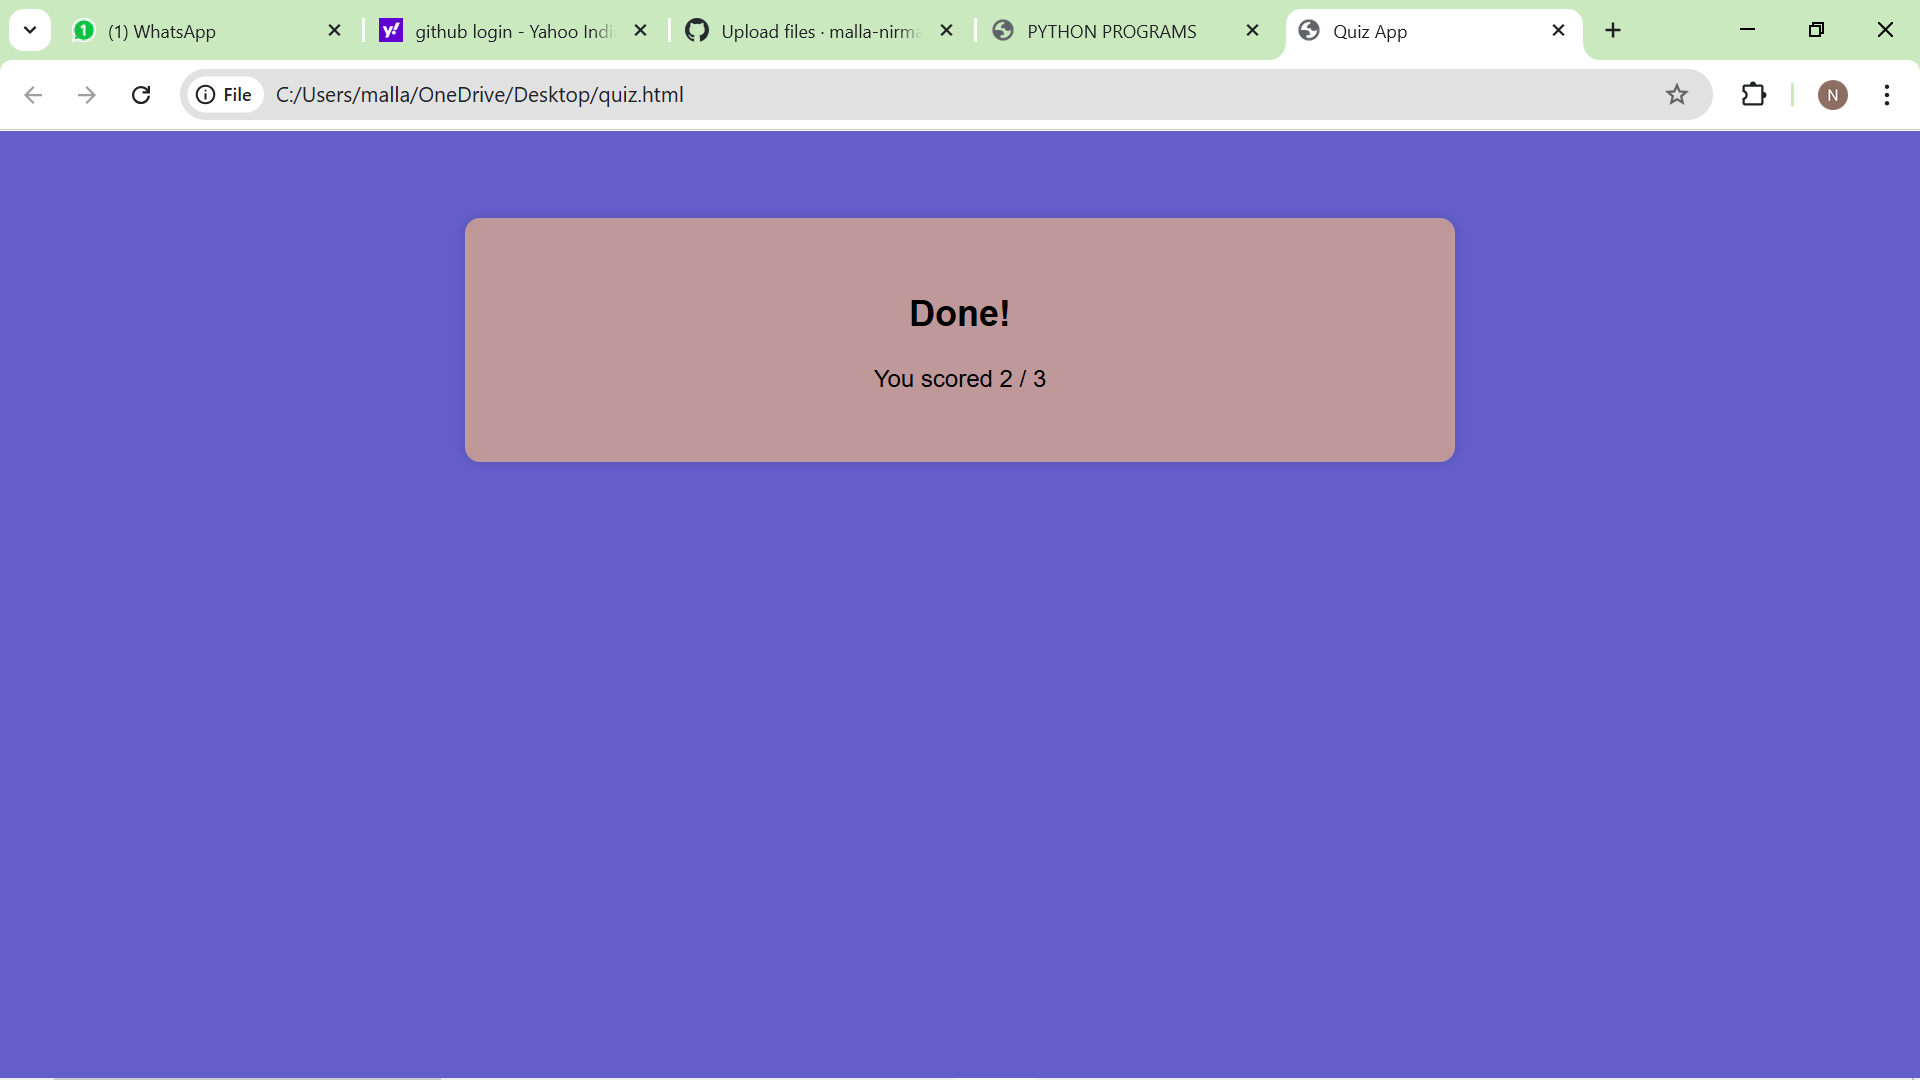 1
(1) WhatsApp
y!
github login - Yahoo Indi
Upload files · malla-nirma
PYTHON PROGRAMS
Quiz App
File
C:/Users/malla/OneDrive/Desktop/quiz.html
N
Done!
You scored 2 / 3